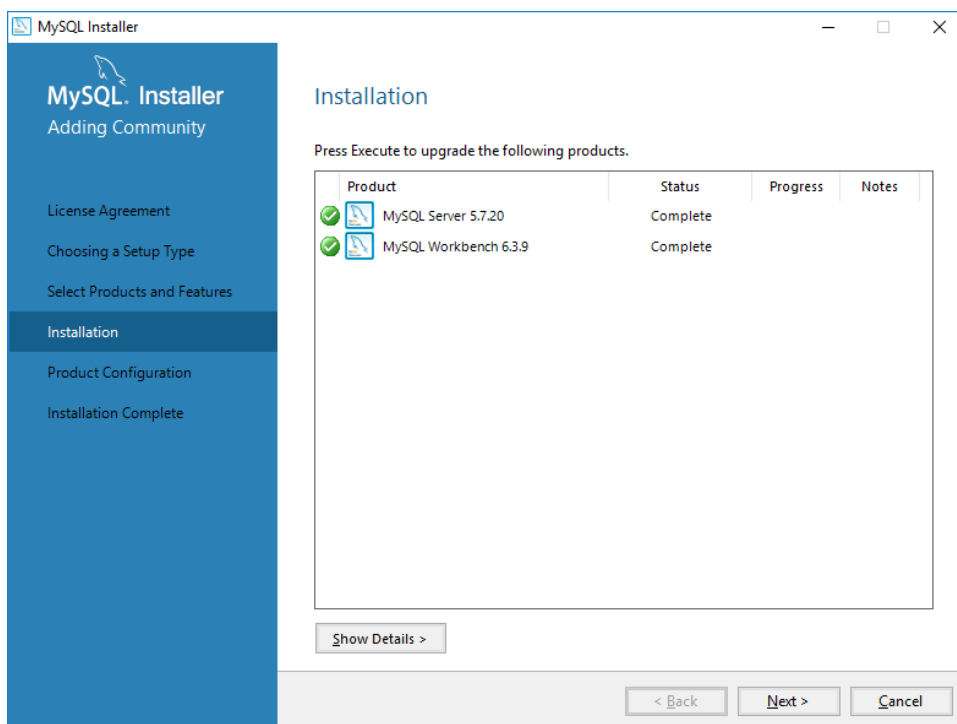 MySQL Installer
MySQL. Installer
Adding Community
License Agreement
Choosing a Setup Type
Select Products and Features
Installation
Product Configuration
Installation Complete
Installation
Press Execute to upgrade the following products.
Product Status Progress Notes
MySQL Server 5.7.20 Complete
MySQL Workbench 6.3.9 Complete
Show Details >
< Back Next > Cancel